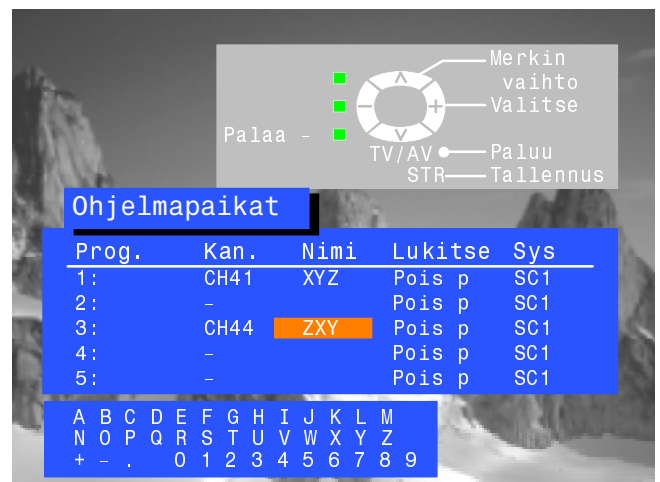 Merkin
vaihto
Valitse
Palaa -
TV/AV Paluu
STR Tallennus
Ohjelmapaikat
Prog. Kan. Nimi Lukitse Sys
1: CH41 XYZ Pois p SC1
2: - Pois p SC1
3: CH44 ZXY Pois p SC1
4: - Pois p SC1
5: - Pois p SC1
A B C D E F G H I J K L M
N O P Q R S T U V W X Y Z
+ - . 0 1 2 3 4 5 6 7 8 9